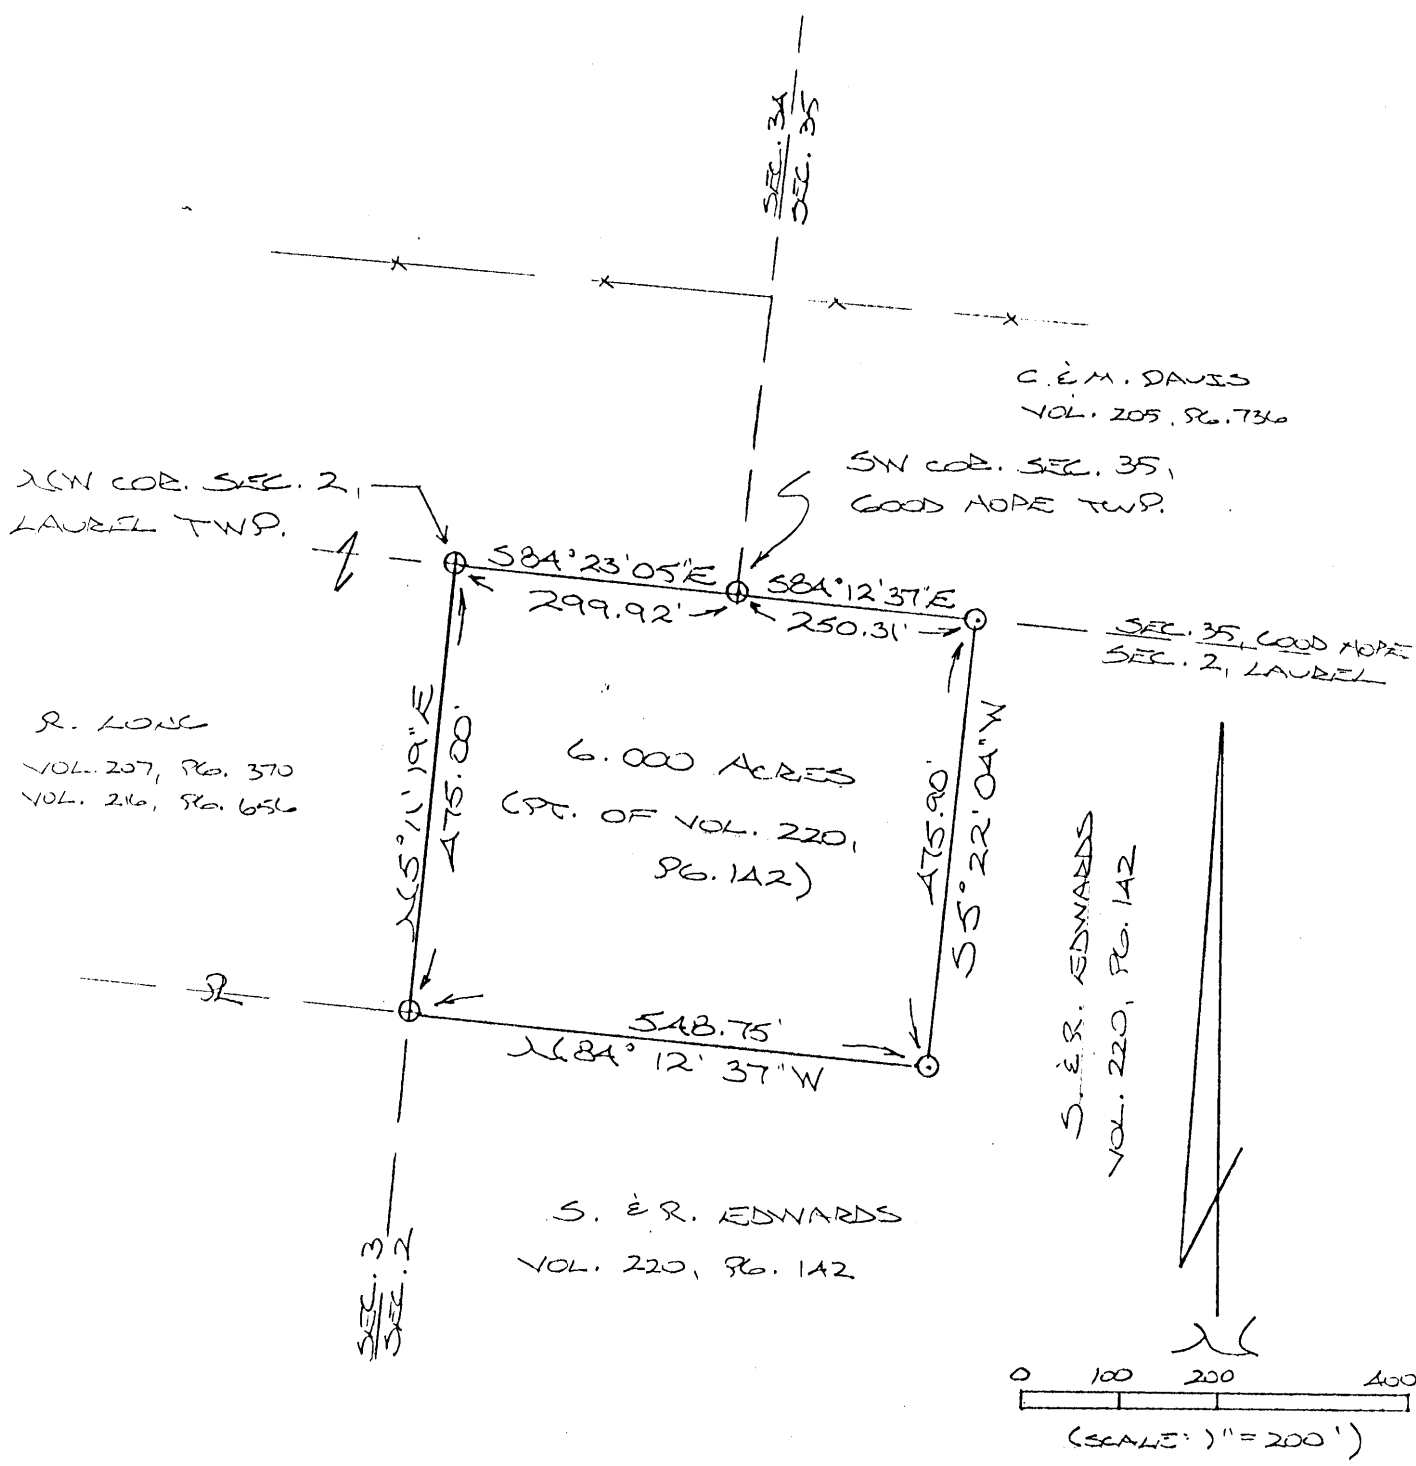 SEC. 34
SEC. 35
C. & M. DAVIS
VOL. 205, PG. 736
SW COR. SEC. 35,
GOOD HOPE TWP.
NW COR. SEC. 2,
LAUREL TWP.
S84°23'05"E
299.92'
S84°12'37"E
250.31'
SEC. 35, GOOD HOPE
SEC. 2, LAUREL
R. LONG
VOL. 207, PG. 370
VOL. 216, PG. 656
N5°11'19"E
475.00'
6.000 ACRES
(PT. OF VOL. 220,
PG. 142)
475.90'
S5°22'04"W
S. & R. EDWARDS
VOL. 220, PG. 142
PL
548.75'
N84°12'37"W
S. & R. EDWARDS
VOL. 220, PG. 142
SEC. 3
SEC. 2
N
0 100 200 400
(SCALE: 1" = 200')